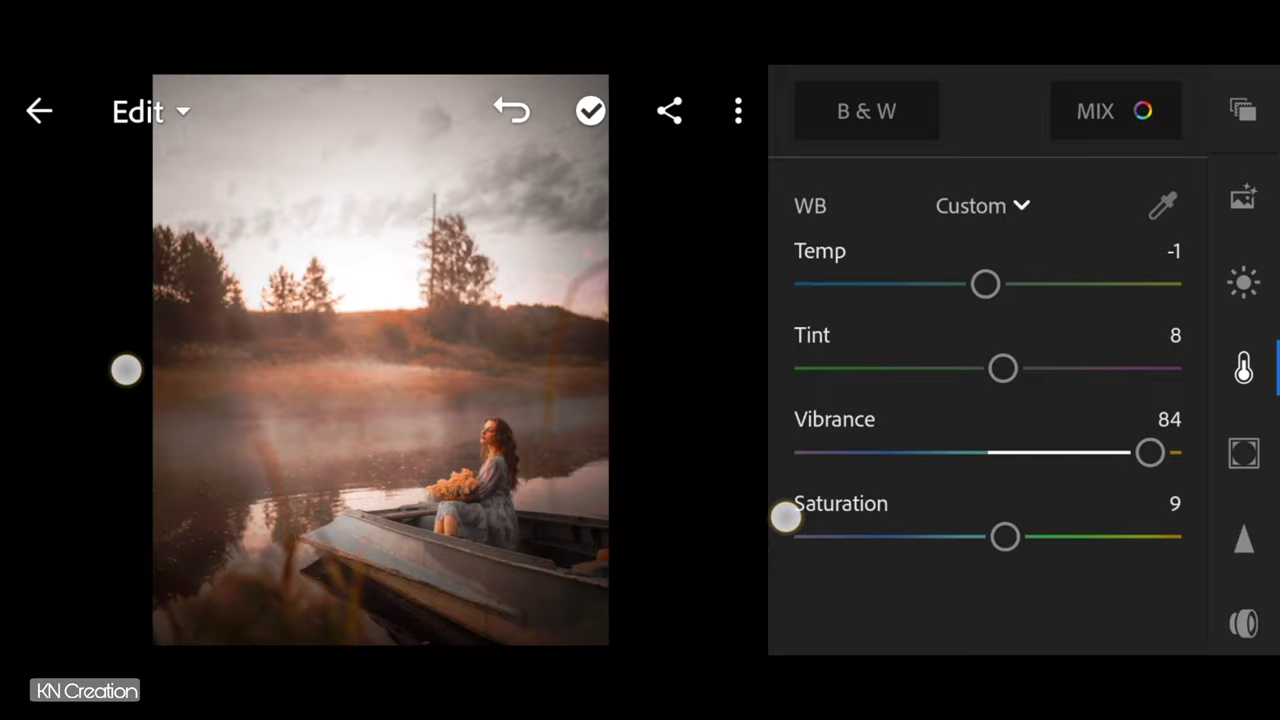 Edit
B & W
MIX
WB
Custom
Temp
-1
Tint
8
Vibrance
84
Saturation
9
KN Creation